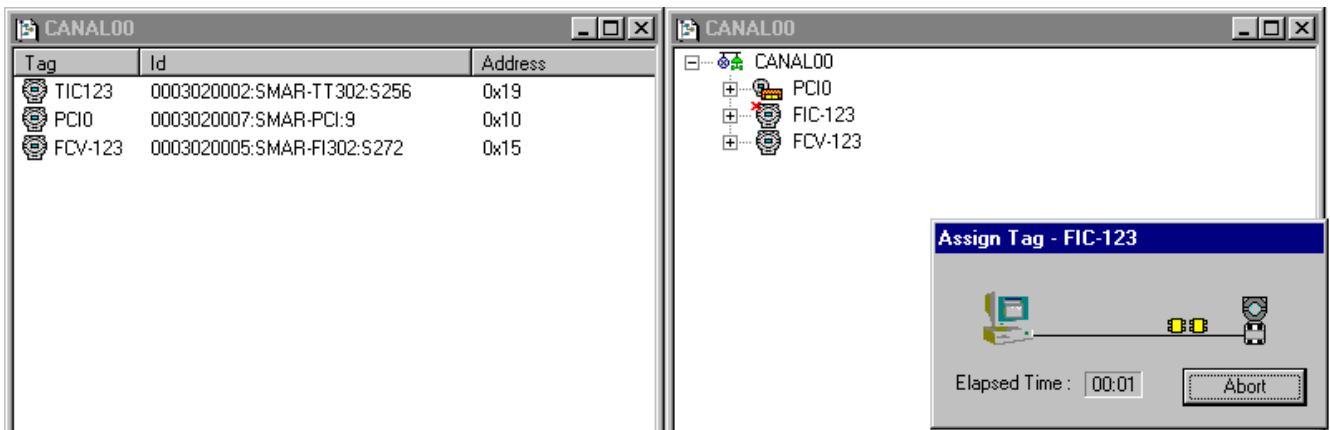 CANAL00
Tag Id Address
TIC123 0003020002:SMAR-TT302:S256 0x19
PCI0 0003020007:SMAR-PCI:9 0x10
FCV-123 0003020005:SMAR-FI302:S272 0x15
CANAL00
CANAL00
PCI0
FIC-123
FCV-123
Assign Tag - FIC-123
Elapsed Time : 00:01 Abort